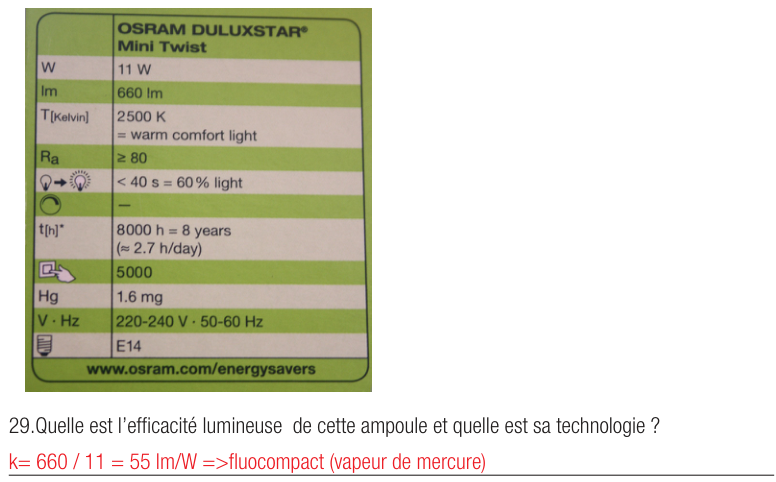 OSRAM DULUXSTAR®
Mini Twist
W 11 W
lm 660 lm
T[Kelvin] 2500 K
= warm comfort light
Ra ≥ 80
< 40 s = 60 % light
–
t[h]* 8000 h = 8 years
(≈ 2.7 h/day)
5000
Hg 1.6 mg
V · Hz 220-240 V · 50-60 Hz
E14
www.osram.com/energysavers
29.Quelle est l'efficacité lumineuse de cette ampoule et quelle est sa technologie ?
k= 660 / 11 = 55 lm/W =>fluocompact (vapeur de mercure)